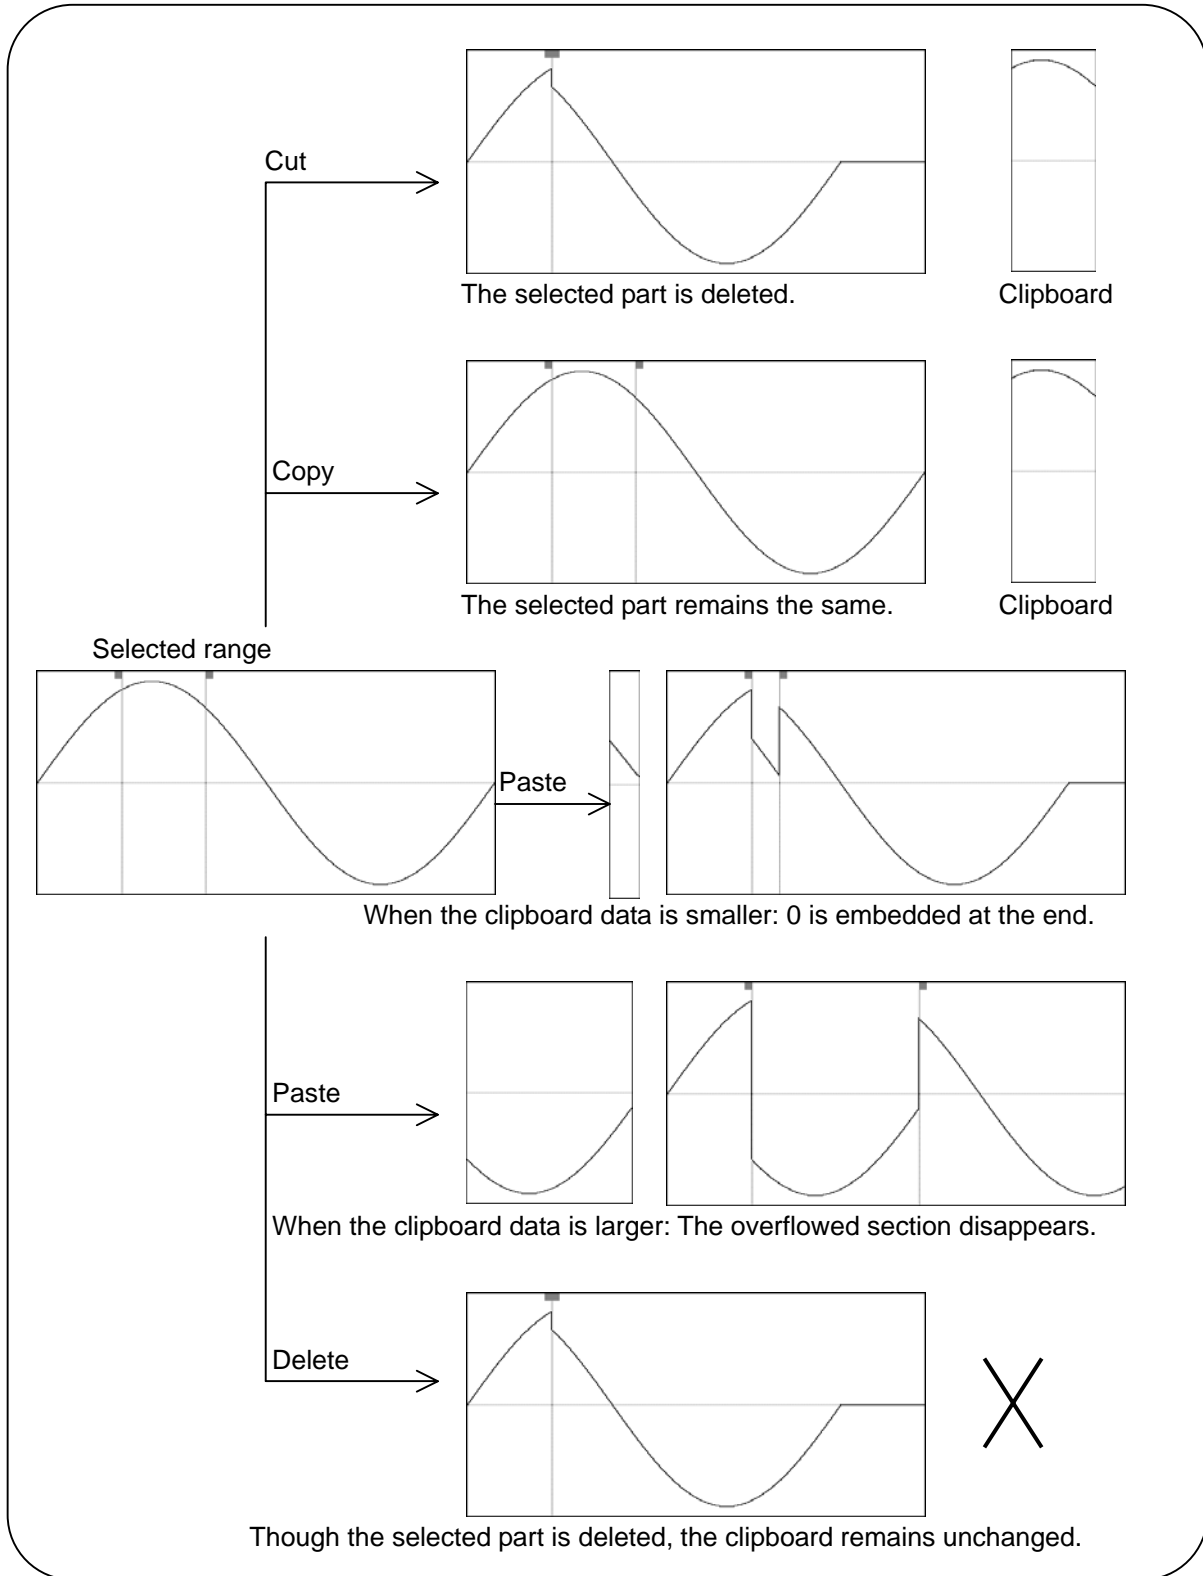 Cut
The selected part is deleted.
Clipboard
Copy
The selected part remains the same.
Clipboard
Selected range
Paste
When the clipboard data is smaller: 0 is embedded at the end.
Paste
When the clipboard data is larger: The overflowed section disappears.
Delete
Though the selected part is deleted, the clipboard remains unchanged.